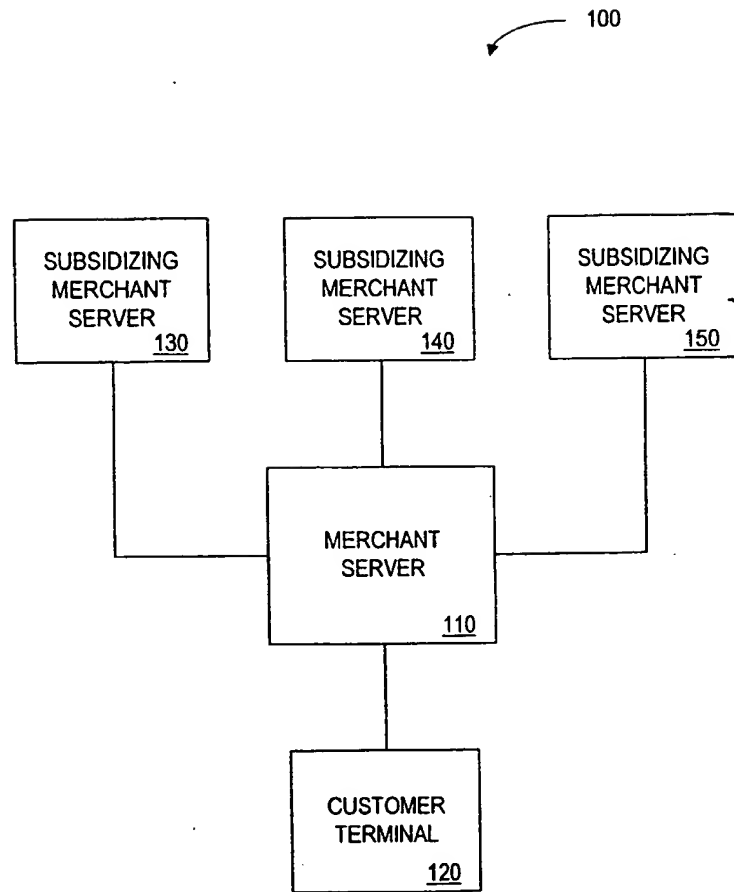 100
SUBSIDIZING
MERCHANT
SERVER
130
SUBSIDIZING
MERCHANT
SERVER
140
SUBSIDIZING
MERCHANT
SERVER
150
MERCHANT
SERVER
110
CUSTOMER
TERMINAL
120